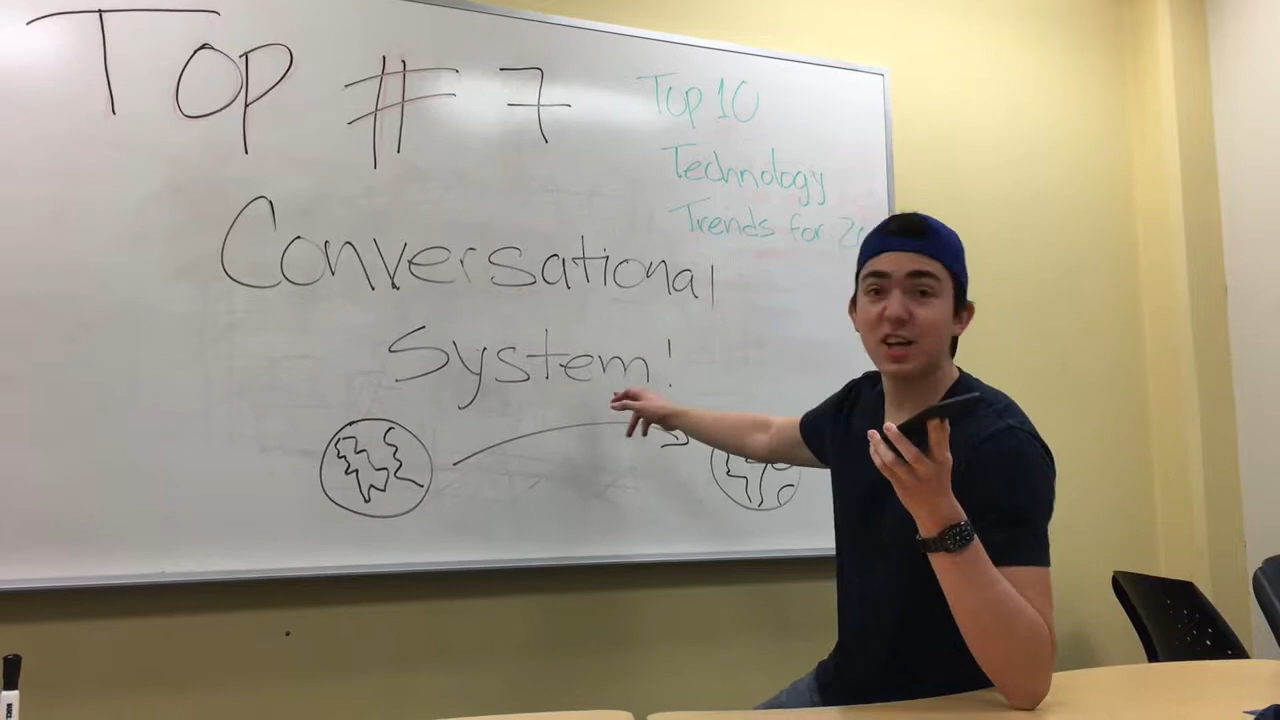 Top # 7
Conversational
System!
Top 10
Technology
Trends for